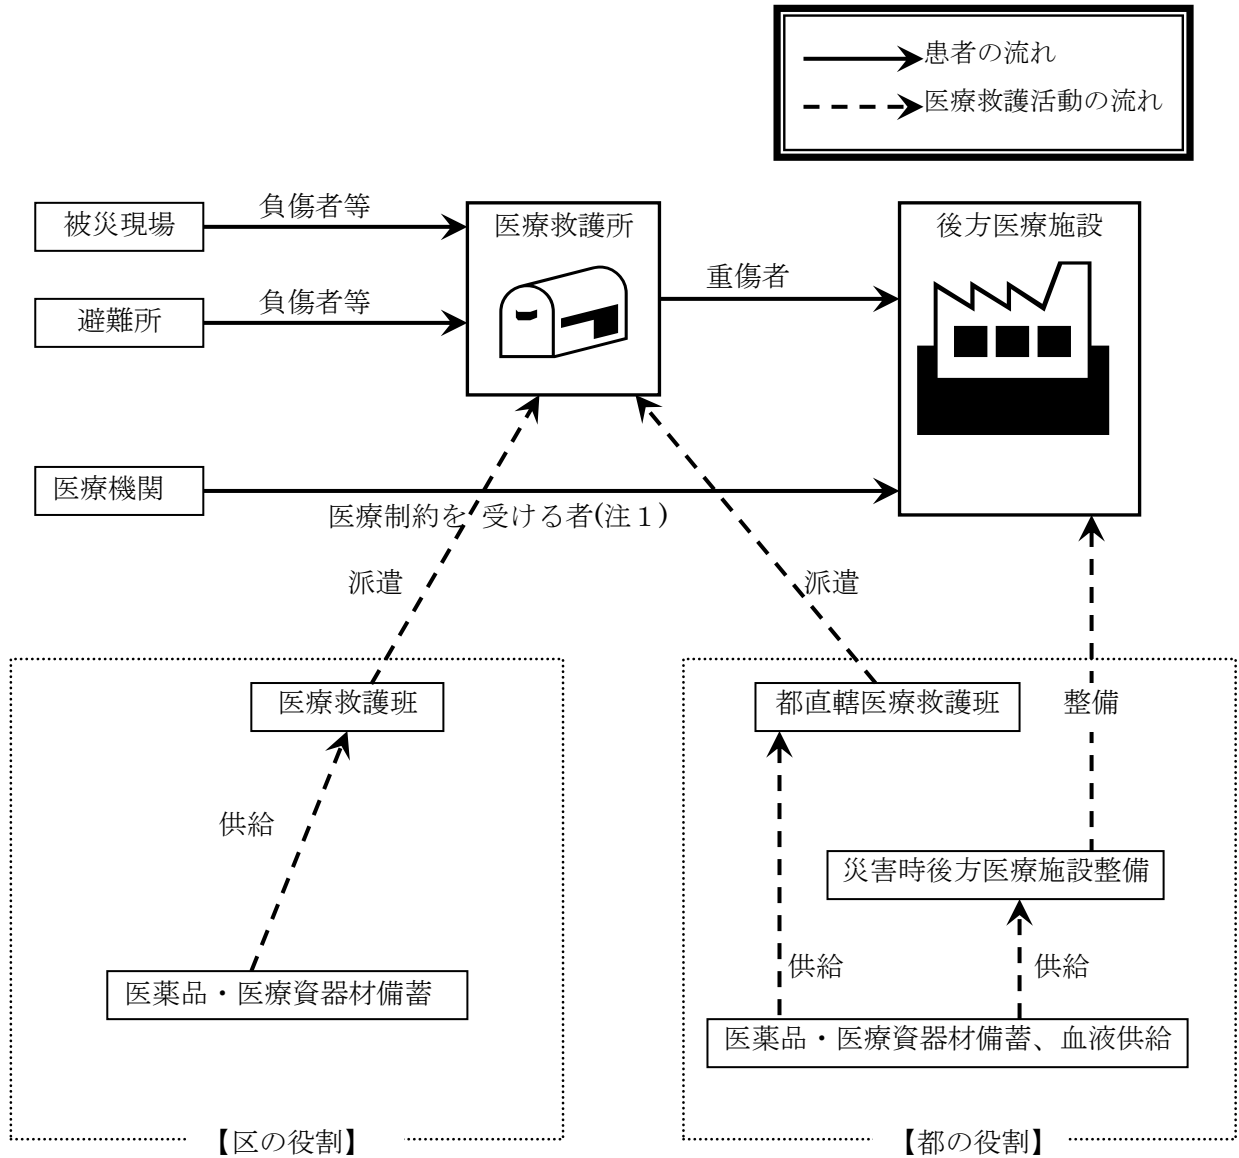 患者の流れ
医療救護活動の流れ
被災現場
負傷者等
医療救護所
後方医療施設
避難所
負傷者等
重傷者
医療機関
医療制約を 受ける者(注１)
派遣
派遣
医療救護班
都直轄医療救護班
整備
供給
災害時後方医療施設整備
医薬品・医療資器材備蓄
供給
供給
医薬品・医療資器材備蓄、血液供給
【区の役割】
【都の役割】